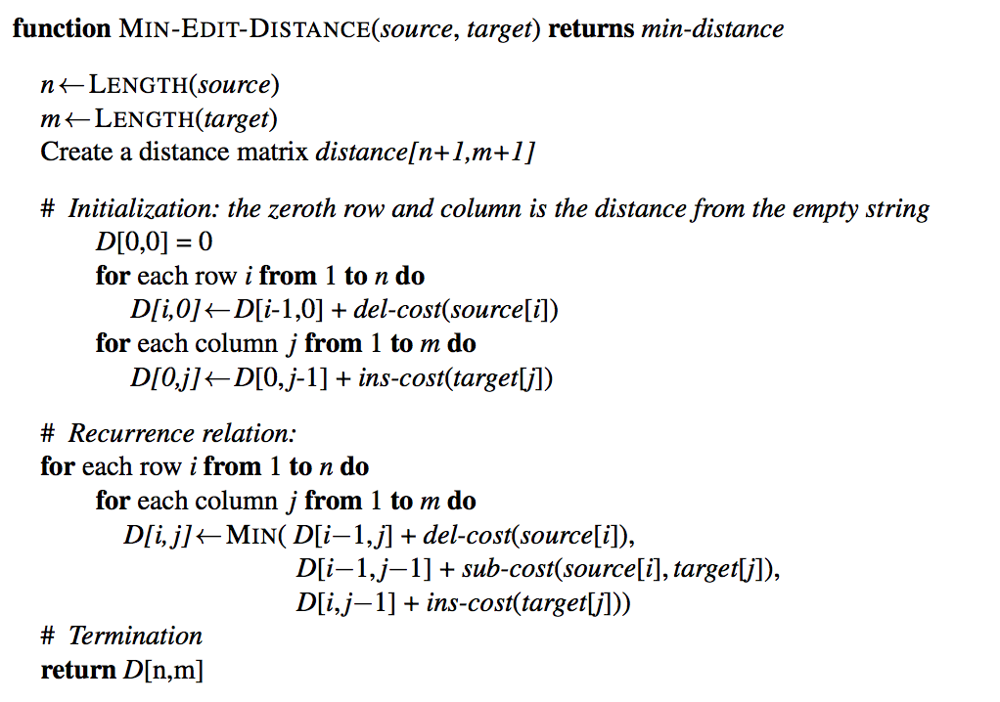 function MIN-EDIT-DISTANCE(source, target) returns min-distance
n←LENGTH(source)
m←LENGTH(target)
Create a distance matrix distance[n+1,m+1]
# Initialization: the zeroth row and column is the distance from the empty string
D[0,0] = 0
for each row i from 1 to n do
D[i,0]←D[i-1,0] + del-cost(source[i])
for each column j from 1 to m do
D[0,j]←D[0,j-1] + ins-cost(target[j])
# Recurrence relation:
for each row i from 1 to n do
for each column j from 1 to m do
D[i,j]←MIN( D[i−1,j] + del-cost(source[i]),
D[i−1,j−1] + sub-cost(source[i],target[j]),
D[i,j−1] + ins-cost(target[j]))
# Termination
return D[n,m]